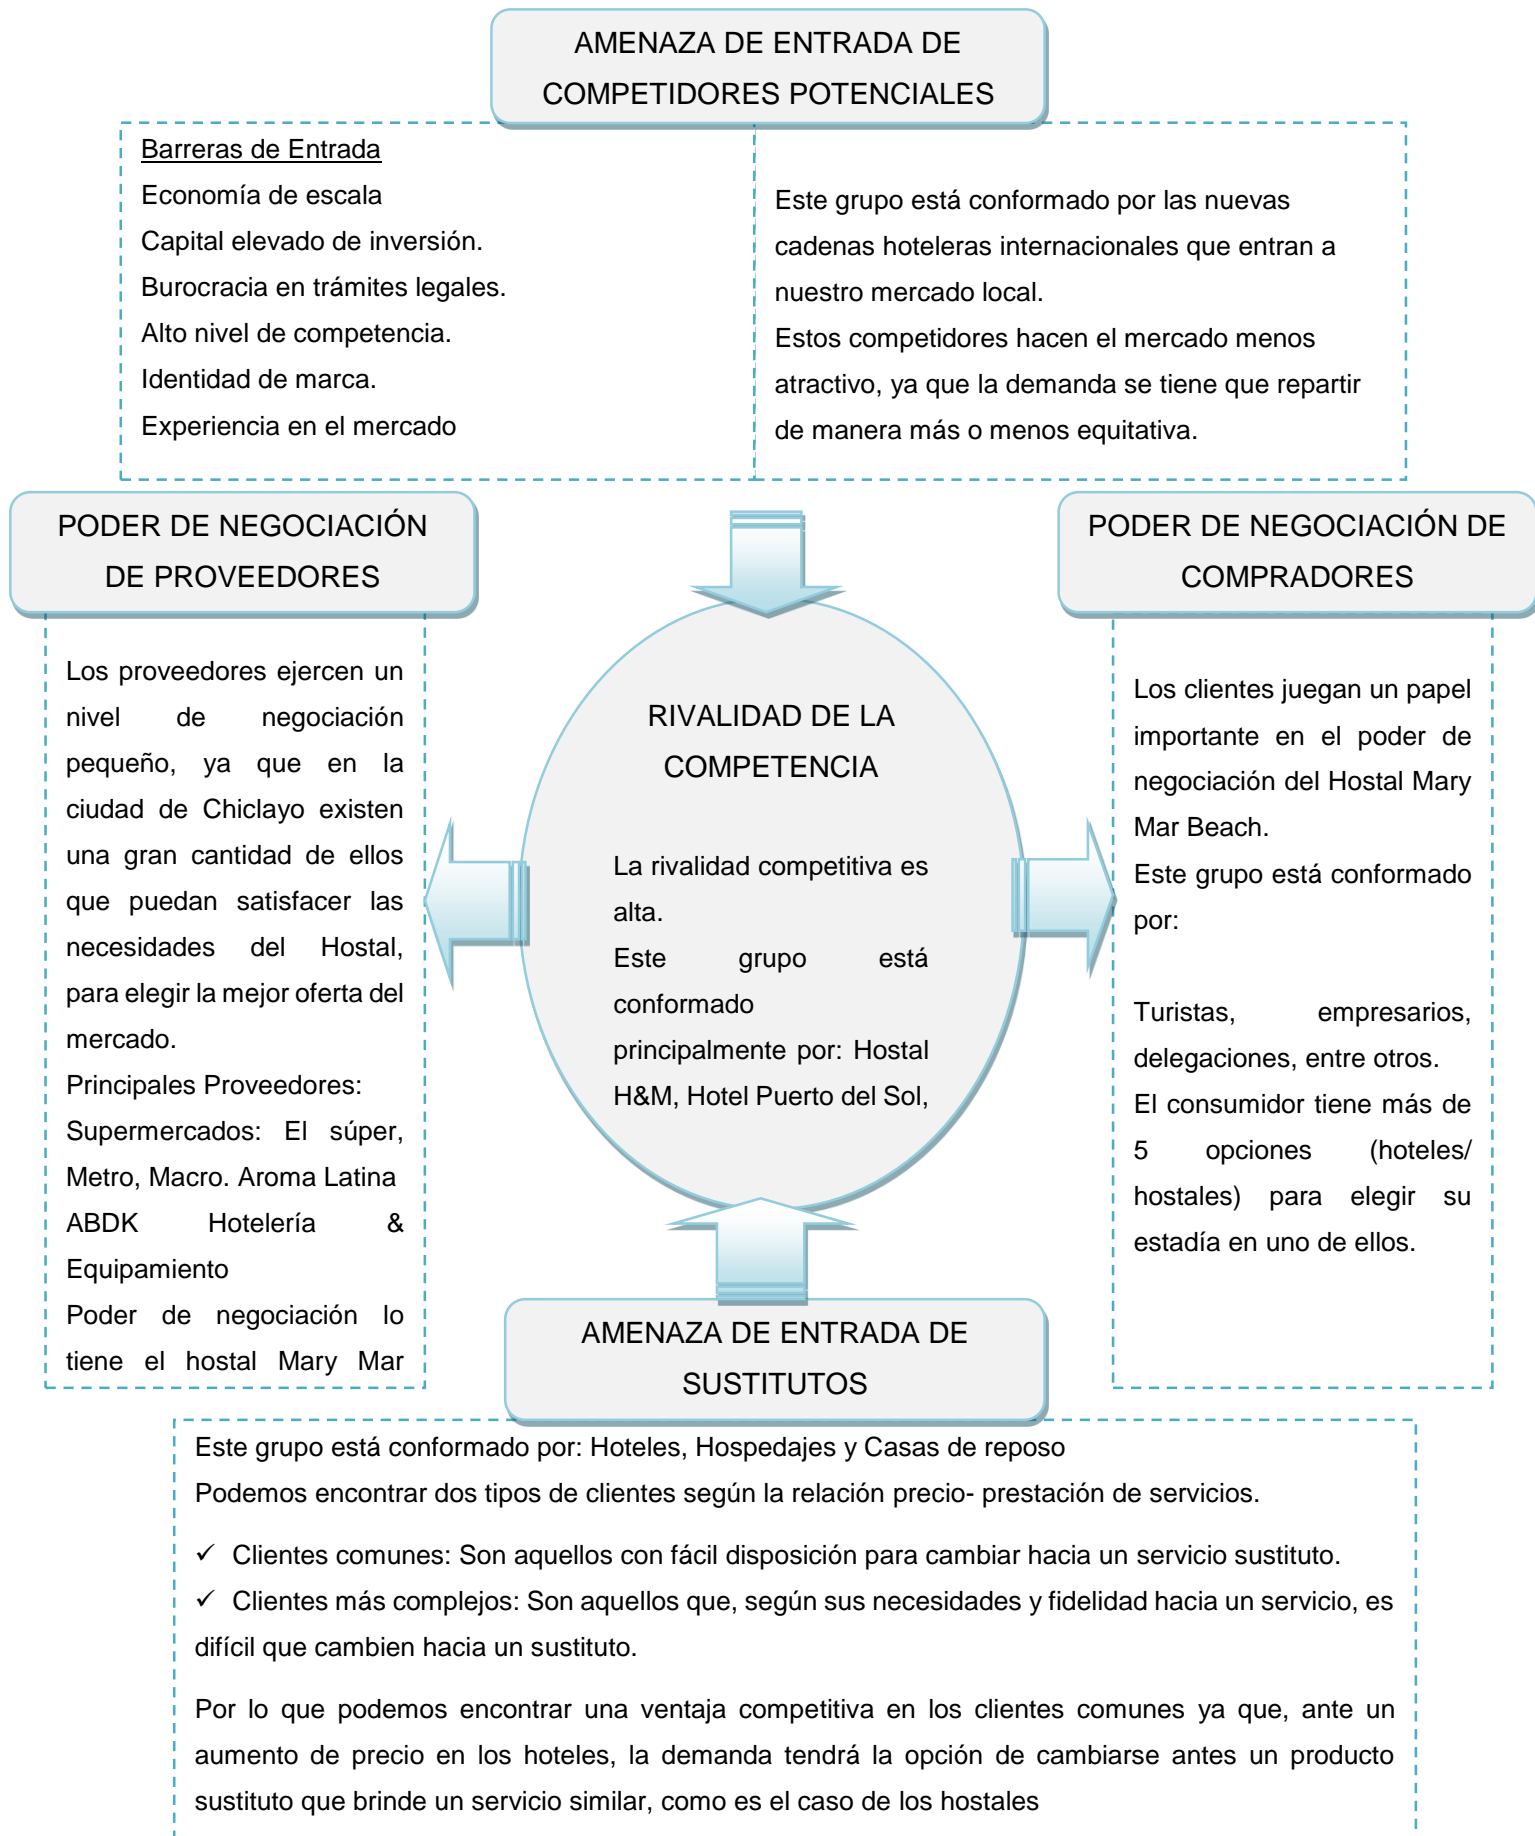 AMENAZA DE ENTRADA DE
COMPETIDORES POTENCIALES
Barreras de Entrada
Economía de escala
Capital elevado de inversión.
Burocracia en trámites legales.
Alto nivel de competencia.
Identidad de marca.
Experiencia en el mercado
Este grupo está conformado por las nuevas
cadenas hoteleras internacionales que entran a
nuestro mercado local.
Estos competidores hacen el mercado menos
atractivo, ya que la demanda se tiene que repartir
de manera más o menos equitativa.
PODER DE NEGOCIACIÓN
DE PROVEEDORES
Los proveedores ejercen un
nivel de negociación
pequeño, ya que en la
ciudad de Chiclayo existen
una gran cantidad de ellos
que puedan satisfacer las
necesidades del Hostal,
para elegir la mejor oferta del
mercado.
Principales Proveedores:
Supermercados: El súper,
Metro, Macro. Aroma Latina
ABDK Hotelería &
Equipamiento
Poder de negociación lo
tiene el hostal Mary Mar
RIVALIDAD DE LA
COMPETENCIA
La rivalidad competitiva es
alta.
Este grupo está
conformado
principalmente por: Hostal
H&M, Hotel Puerto del Sol,
PODER DE NEGOCIACIÓN DE
COMPRADORES
Los clientes juegan un papel
importante en el poder de
negociación del Hostal Mary
Mar Beach.
Este grupo está conformado
por:
Turistas, empresarios,
delegaciones, entre otros.
El consumidor tiene más de
5 opciones (hoteles/
hostales) para elegir su
estadía en uno de ellos.
AMENAZA DE ENTRADA DE
SUSTITUTOS
Este grupo está conformado por: Hoteles, Hospedajes y Casas de reposo
Podemos encontrar dos tipos de clientes según la relación precio- prestación de servicios.
✓ Clientes comunes: Son aquellos con fácil disposición para cambiar hacia un servicio sustituto.
✓ Clientes más complejos: Son aquellos que, según sus necesidades y fidelidad hacia un servicio, es
difícil que cambien hacia un sustituto.
Por lo que podemos encontrar una ventaja competitiva en los clientes comunes ya que, ante un
aumento de precio en los hoteles, la demanda tendrá la opción de cambiarse antes un producto
sustituto que brinde un servicio similar, como es el caso de los hostales